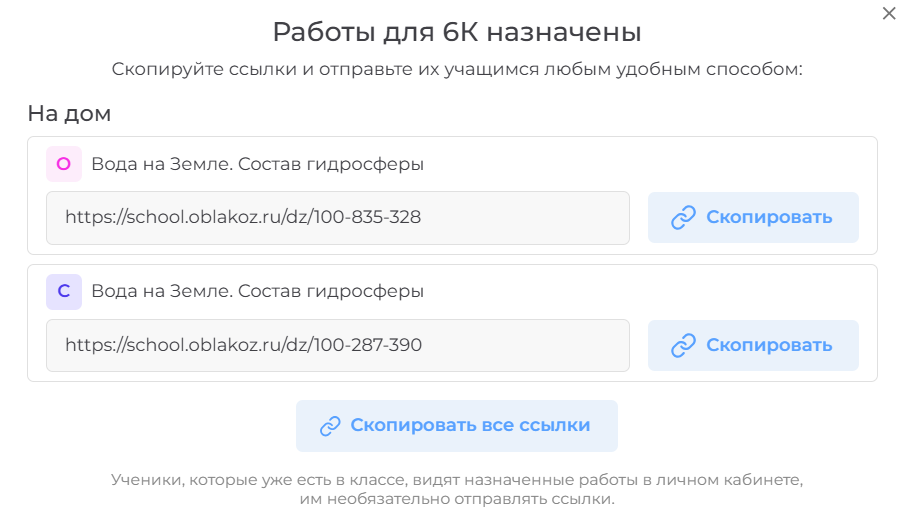 Работы для 6К назначены
Скопируйте ссылки и отправьте их учащимся любым удобным способом:
На дом
О Вода на Земле. Состав гидросферы
https://school.oblakoz.ru/dz/100-835-328
Скопировать
С Вода на Земле. Состав гидросферы
https://school.oblakoz.ru/dz/100-287-390
Скопировать
Скопировать все ссылки
Ученики, которые уже есть в классе, видят назначенные работы в личном кабинете,
им необязательно отправлять ссылки.